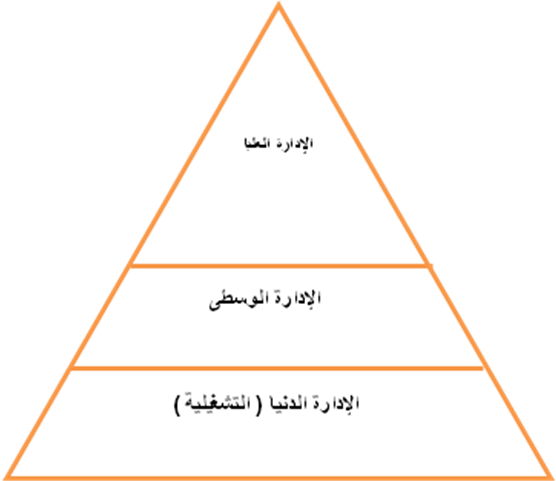 الإدارة العليا
الإدارة الوسطى
الإدارة الدنيا ( التشغيلية )